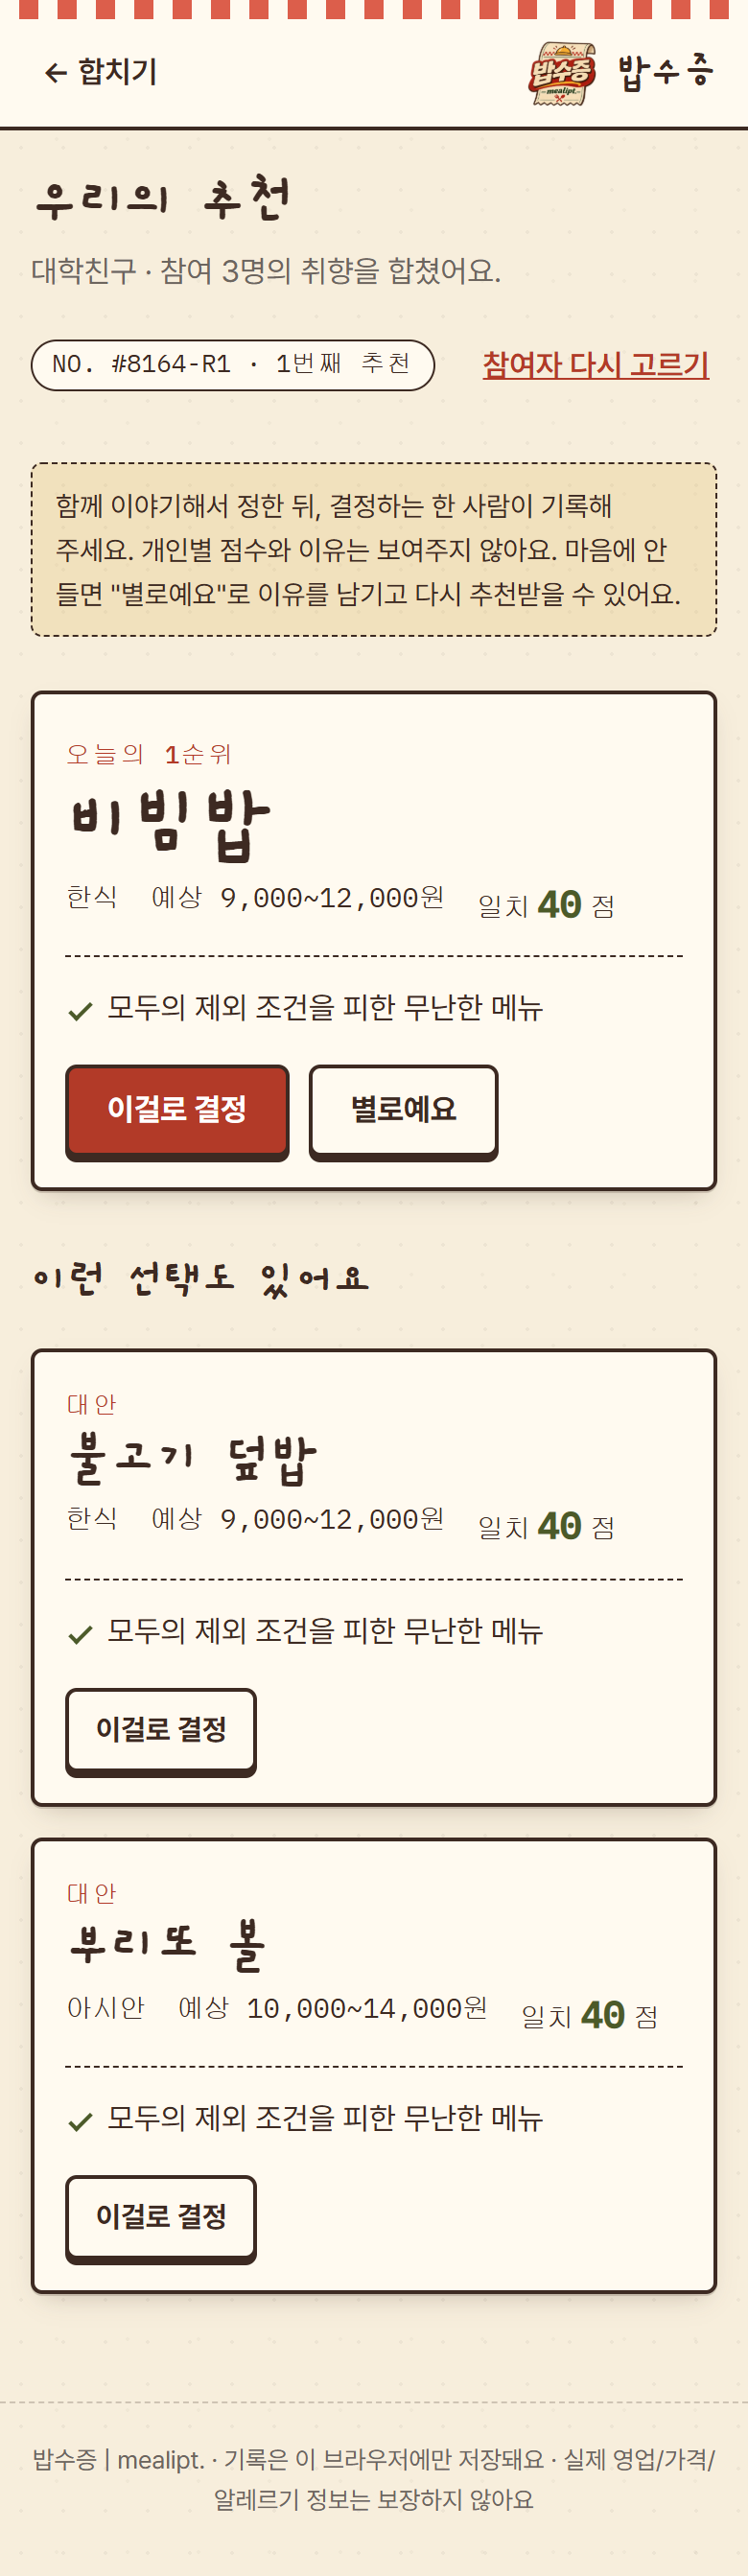 ← 합치기
밥수증
mealipt.
밥수증
우리의 추천
대학친구 · 참여 3명의 취향을 합쳤어요.
NO. #8164-R1 · 1번째 추천
참여자 다시 고르기
함께 이야기해서 정한 뒤, 결정하는 한 사람이 기록해
주세요. 개인별 점수와 이유는 보여주지 않아요. 마음에 안
들면 "별로예요"로 이유를 남기고 다시 추천받을 수 있어요.
오늘의 1순위
비빔밥
한식 예상 9,000~12,000원 일치 40 점
모두의 제외 조건을 피한 무난한 메뉴
이걸로 결정
별로예요
이런 선택도 있어요
대안
불고기 덮밥
한식 예상 9,000~12,000원 일치 40 점
모두의 제외 조건을 피한 무난한 메뉴
이걸로 결정
대안
부리또 볼
아시안 예상 10,000~14,000원 일치 40 점
모두의 제외 조건을 피한 무난한 메뉴
이걸로 결정
밥수증 | mealipt. · 기록은 이 브라우저에만 저장돼요 · 실제 영업/가격/
알레르기 정보는 보장하지 않아요